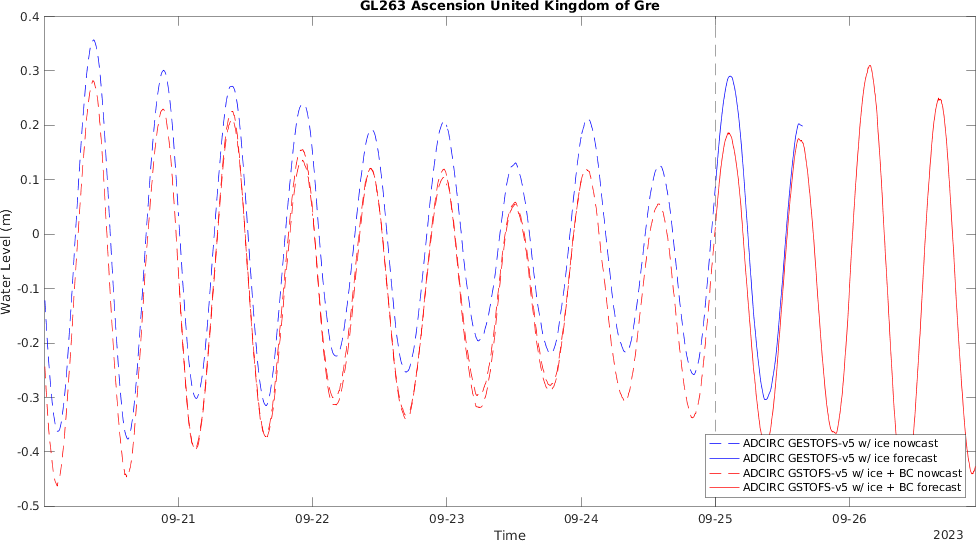 GL263 Ascension United Kingdom of Gre
0.4
0.3
0.2
0.1
0
-0.1
-0.2
-0.3
-0.4
-0.5
Water Level (m)
09-21
09-22
09-23
09-24
09-25
09-26
Time
2023
ADCIRC GESTOFS-v5 w/ ice nowcast
ADCIRC GESTOFS-v5 w/ ice forecast
ADCIRC GSTOFS-v5 w/ ice + BC nowcast
ADCIRC GSTOFS-v5 w/ ice + BC forecast